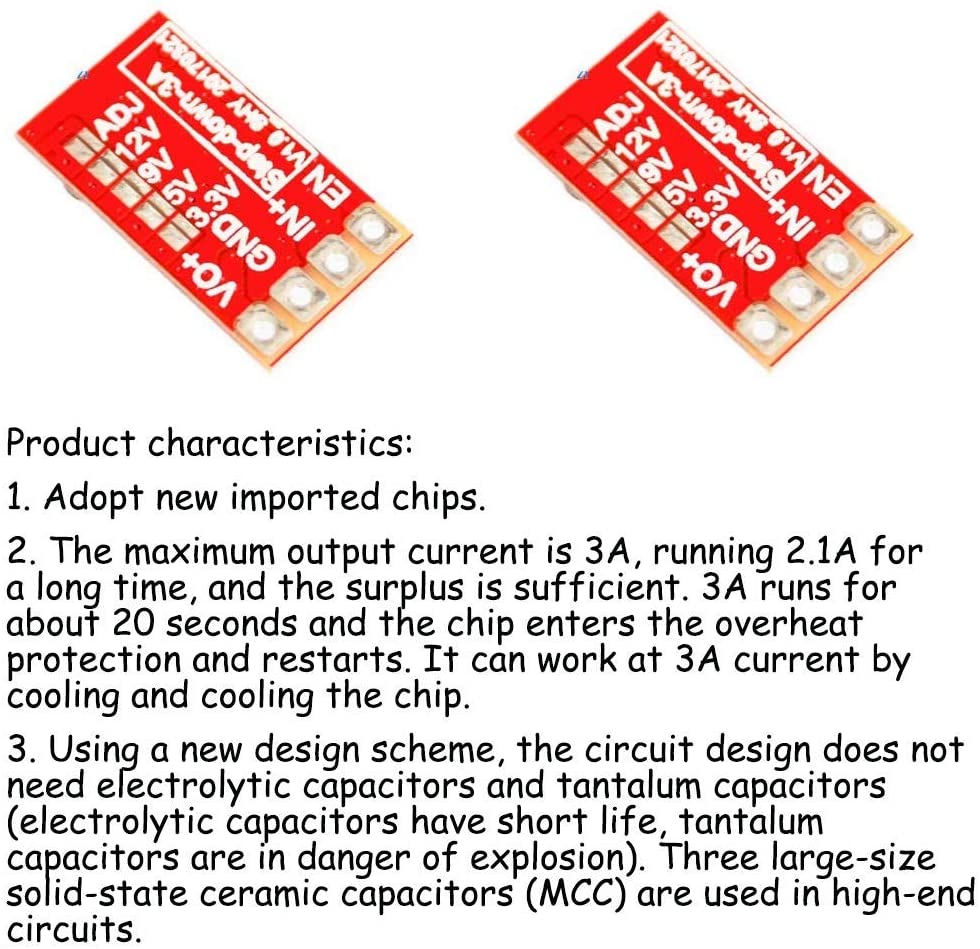 V1.0 SHY 20170321
Step-down-3A
ADJ
12V
9V
5V
3.3V
EN
IN+
GND
VO+
V1.0 SHY 20170321
Step-down-3A
ADJ
12V
9V
5V
3.3V
EN
IN+
GND
VO+
Product characteristics:
1. Adopt new imported chips.
2. The maximum output current is 3A, running 2.1A for
a long time, and the surplus is sufficient. 3A runs for
about 20 seconds and the chip enters the overheat
protection and restarts. It can work at 3A current by
cooling and cooling the chip.
3. Using a new design scheme, the circuit design does not
need electrolytic capacitors and tantalum capacitors
(electrolytic capacitors have short life, tantalum
capacitors are in danger of explosion). Three large-size
solid-state ceramic capacitors (MCC) are used in high-end
circuits.